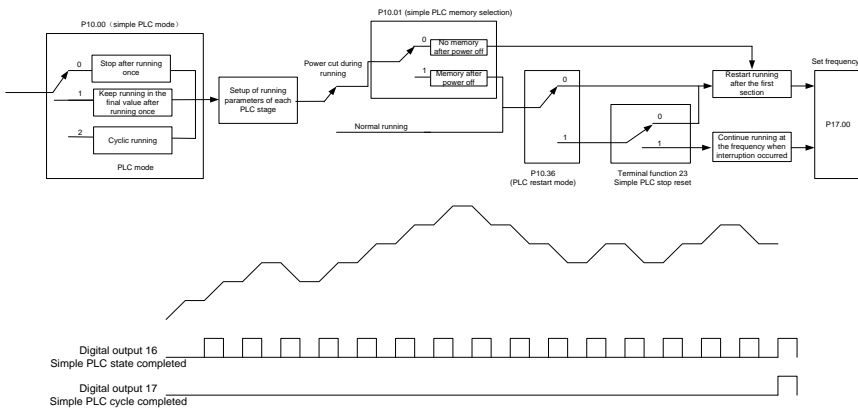 P10.00（simple PLC mode）
0
Stop after running
once
1
Keep running in the
final value after
running once
2
Cyclic running
PLC mode
Setup of running
parameters of each
PLC stage
Power cut during
running
Normal running
P10.01 (simple PLC memory selection)
0
No memory
after power off
1
Memory after
power off
0
1
P10.36
(PLC restart mode)
0
1
Terminal function 23
Simple PLC stop reset
Restart running
after the first
section
Continue running at
the frequency when
interruption occurred
Set frequency
P17.00
Digital output 16
Simple PLC state completed
Digital output 17
Simple PLC cycle completed